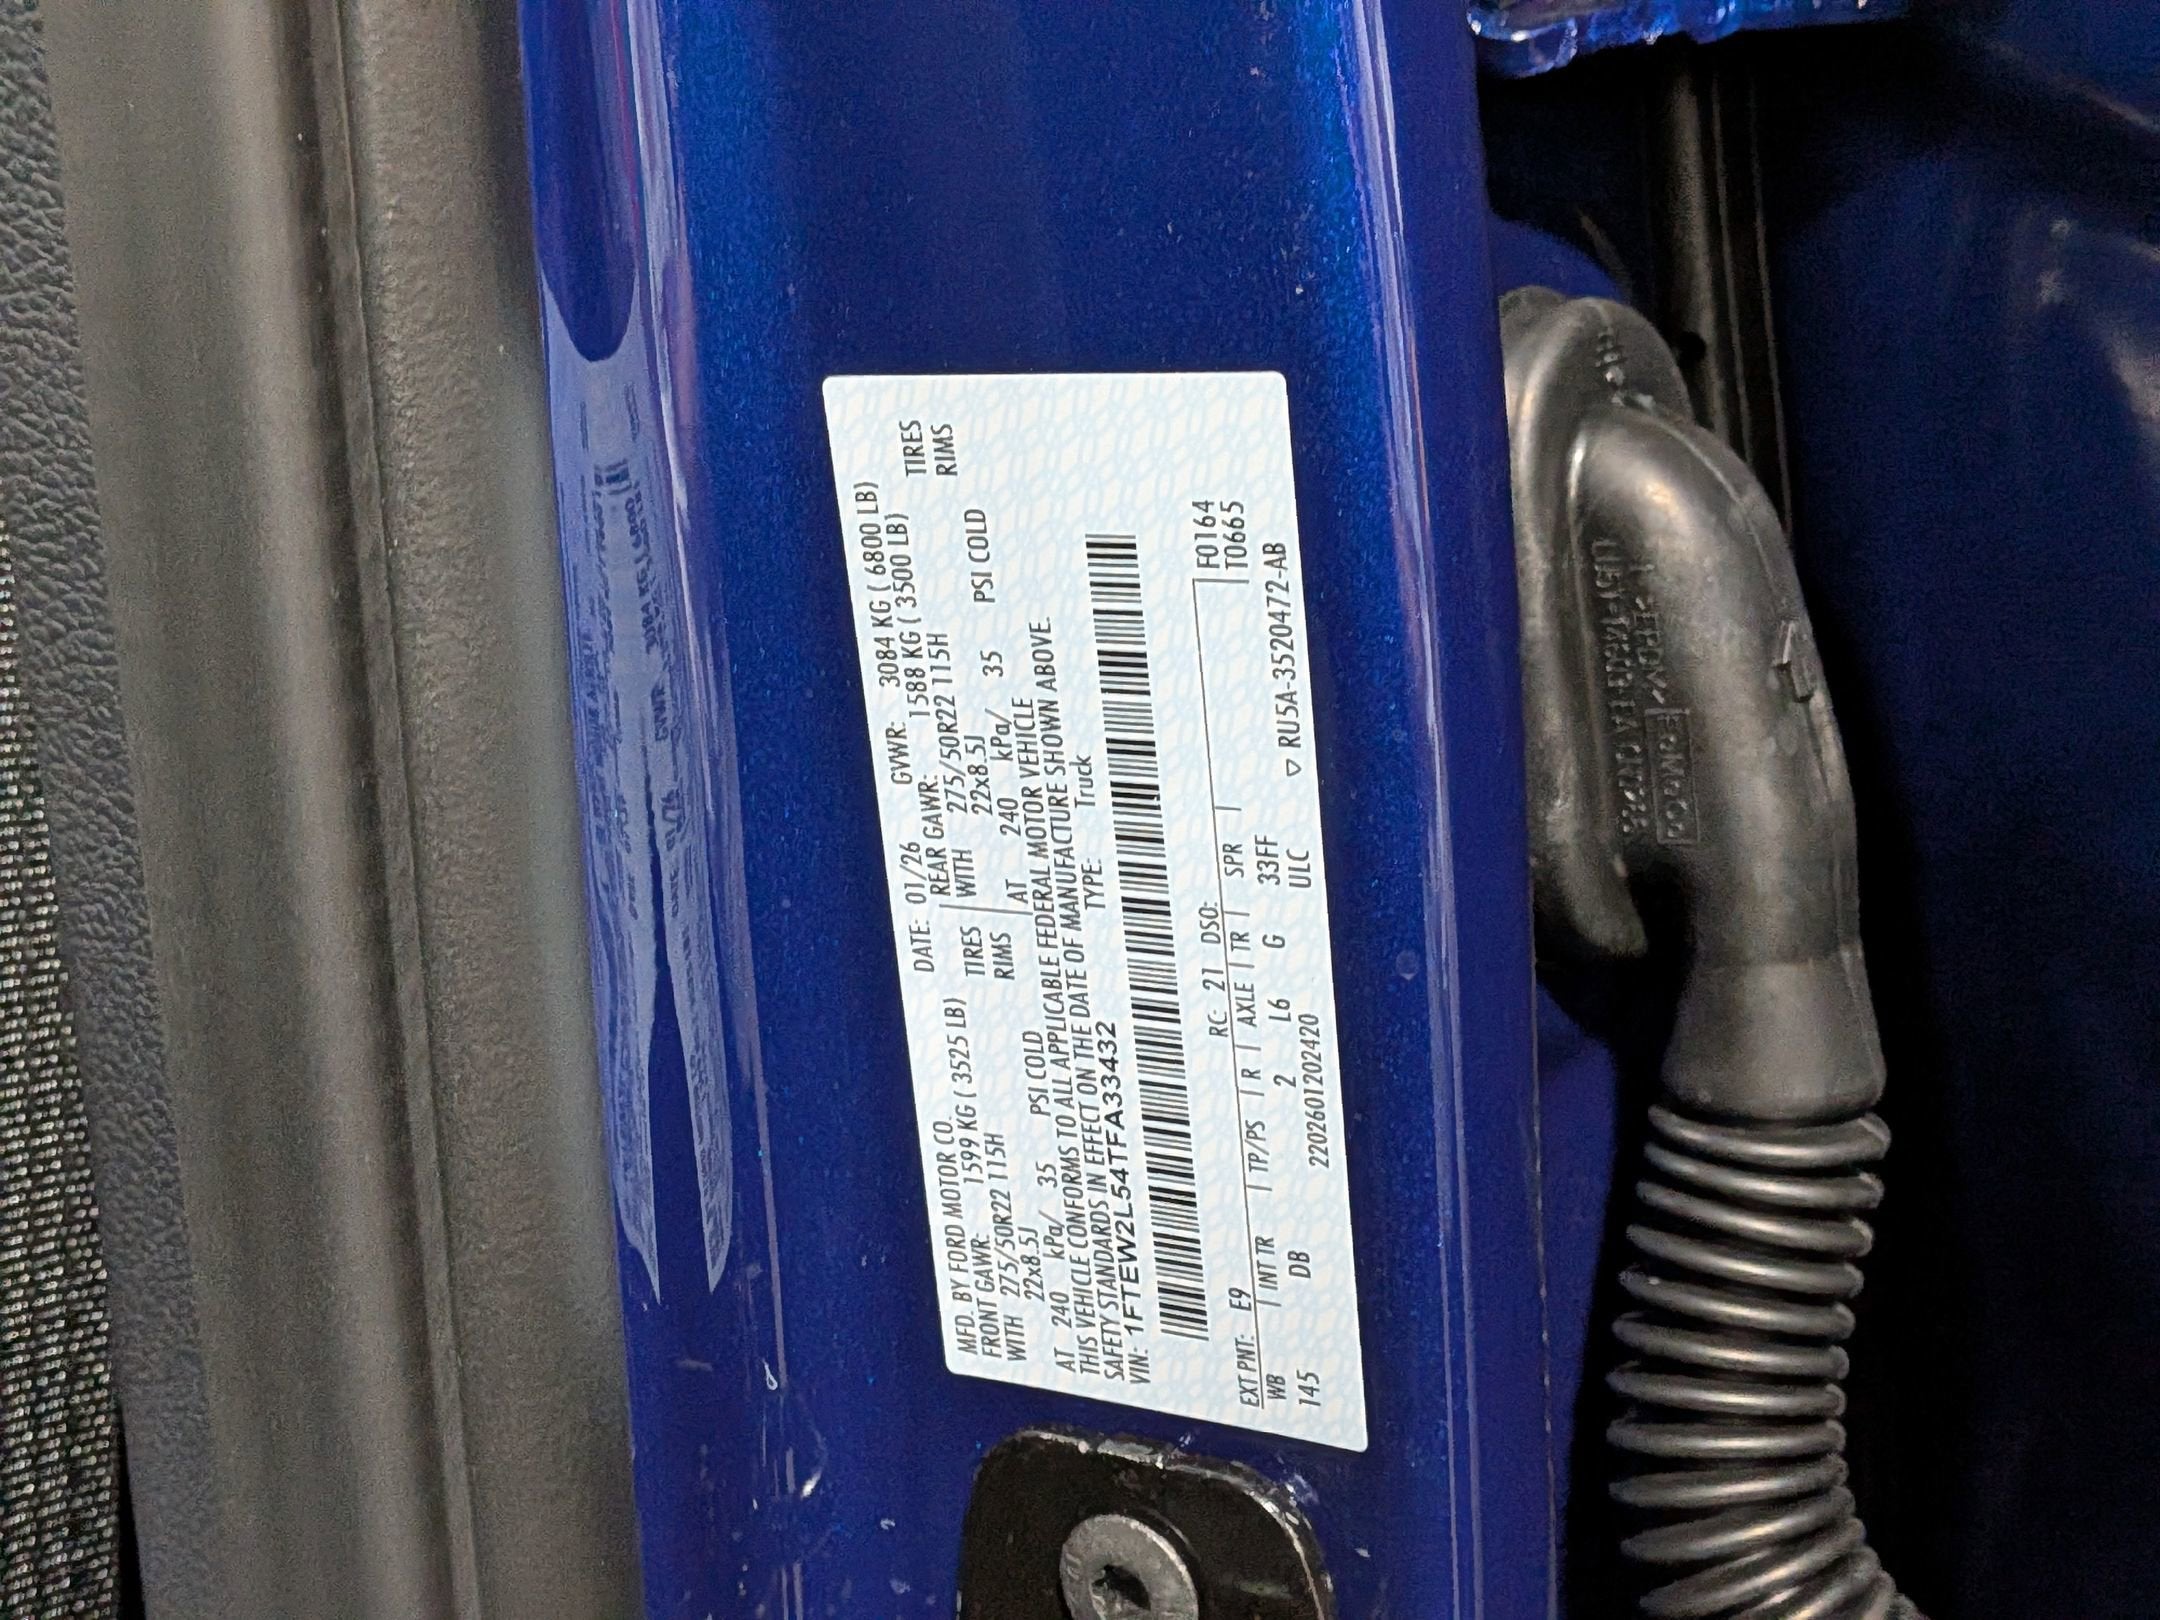 MFD. BY FORD MOTOR CO. DATE: 01/26 GVWR: 3084 KG ( 6800 LB)
FRONT GAWR: 1599 KG ( 3525 LB) REAR GAWR: 1588 KG ( 3500 LB)
WITH 275/50R22 115H TIRES WITH 275/50R22 115H TIRES
22x8.5J RIMS 22x8.5J RIMS
AT 240 kPa/ 35 PSI COLD AT 240 kPa/ 35 PSI COLD
THIS VEHICLE CONFORMS TO ALL APPLICABLE FEDERAL MOTOR VEHICLE
SAFETY STANDARDS IN EFFECT ON THE DATE OF MANUFACTURE SHOWN ABOVE.
VIN: 1FTEW2L54TFA33432 TYPE: Truck
EXT PNT: E9 RC: 21 DSO: F0164
WB INT TR TP/PS R AXLE TR SPR T0665
145 DB 2 L6 G 33FF
2202601202420 ULC ▽ RU5A-3520472-AB
FoMoCo